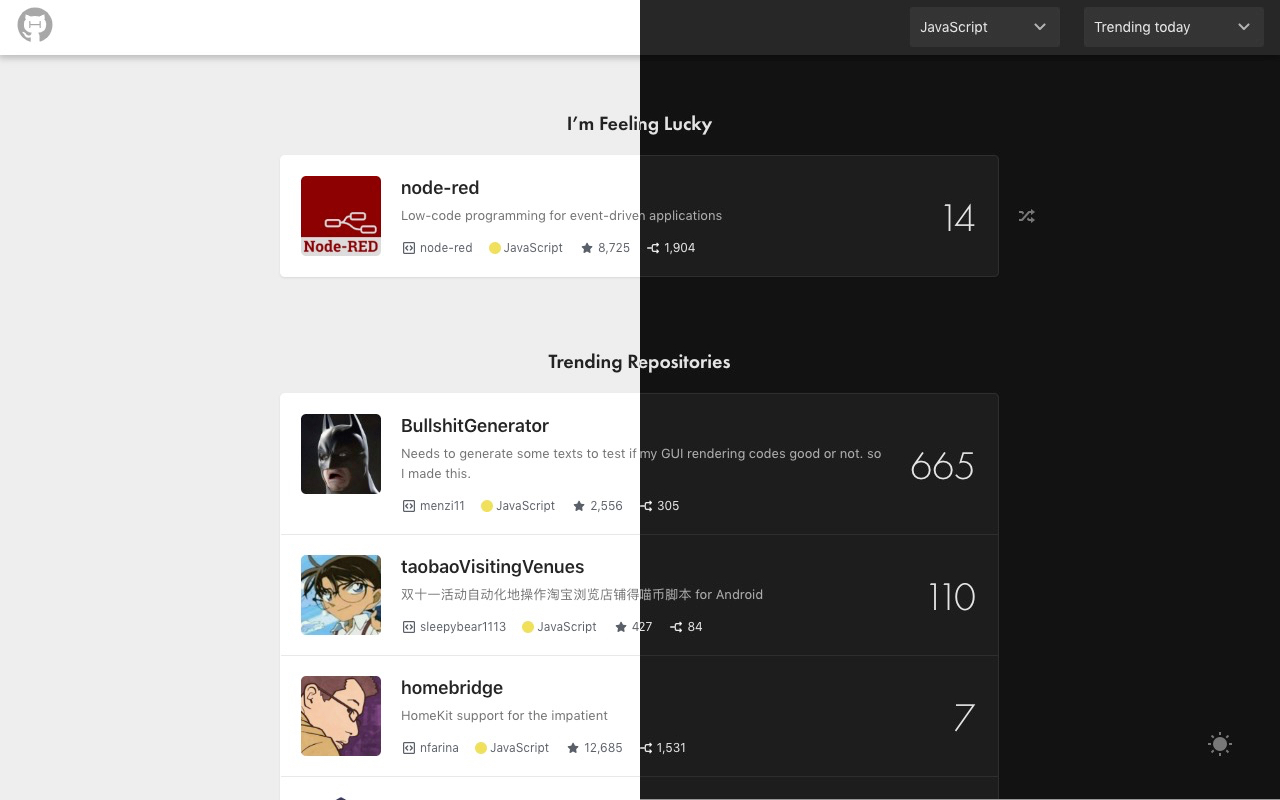 JavaScript
Trending today
I’m Feeling Lucky
node-red
Low-code programming for event-driven applications
Node-RED
node-red JavaScript 8,725 1,904
14
Trending Repositories
BullshitGenerator
Needs to generate some texts to test if my GUI rendering codes good or not. so
I made this.
menzi11 JavaScript 2,556 305
665
taobaoVisitingVenues
双十一活动自动化地操作淘宝浏览店铺得喵币脚本 for Android
sleepybear1113 JavaScript 427 84
110
homebridge
HomeKit support for the impatient
nfarina JavaScript 12,685 1,531
7